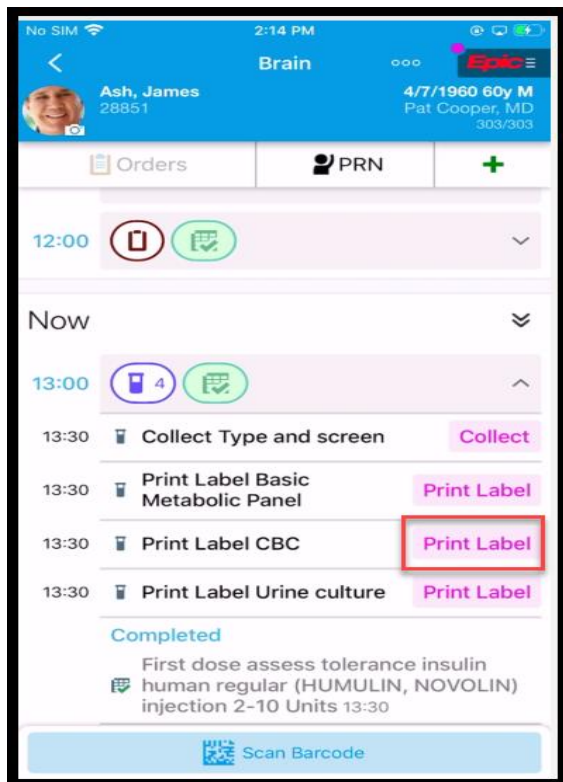 No SIM 2:14 PM
Brain Epic
Ash, James 4/7/1960 60y M
28851 Pat Cooper, MD
303/303
Orders PRN +
12:00
Now
13:00 4
13:30 Collect Type and screen Collect
13:30 Print Label Basic Metabolic Panel Print Label
13:30 Print Label CBC Print Label
13:30 Print Label Urine culture Print Label
Completed
First dose assess tolerance insulin
human regular (HUMULIN, NOVOLIN)
injection 2-10 Units 13:30
Scan Barcode